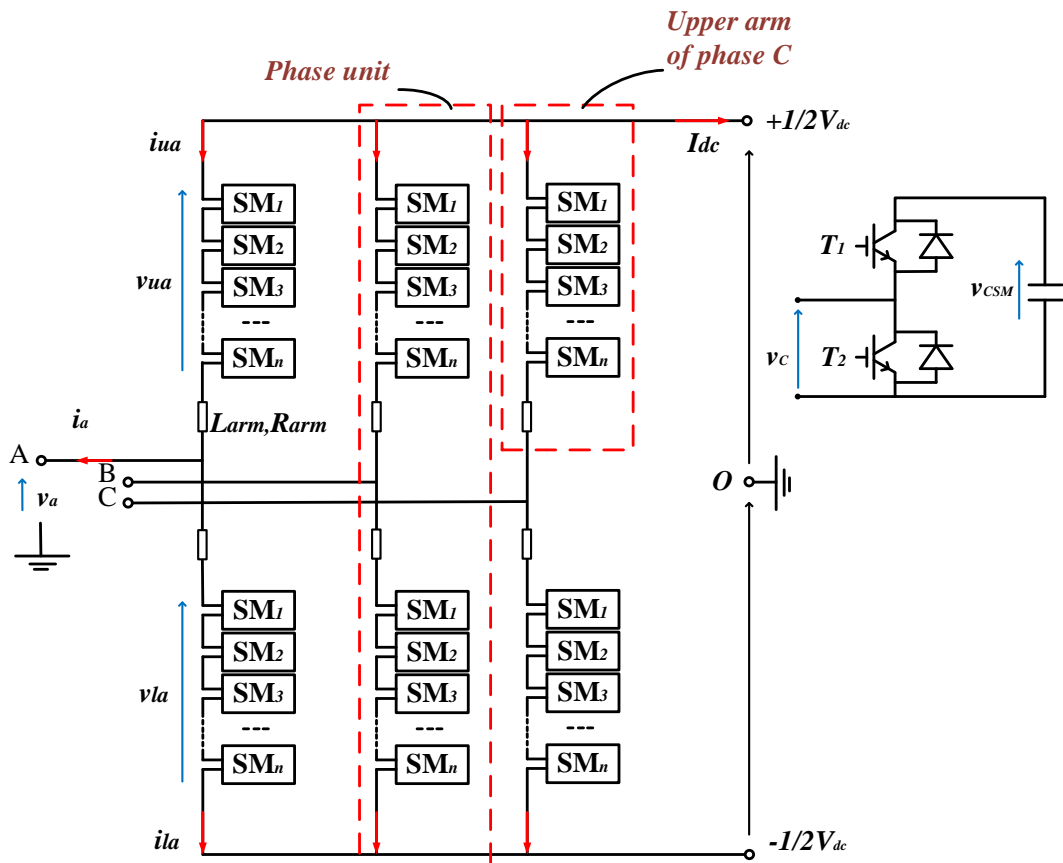 Upper arm
of phase C
Phase unit
+1/2Vdc
Idc
iua
SM1 SM1 SM1
SM2 SM2 SM2
SM3 SM3 SM3
SMn SMn SMn
vua
T1
T2
vCSM
vC
Larm,Rarm
ia
A
B
C
va
O
SM1 SM1 SM1
SM2 SM2 SM2
SM3 SM3 SM3
SMn SMn SMn
vla
ila
-1/2Vdc